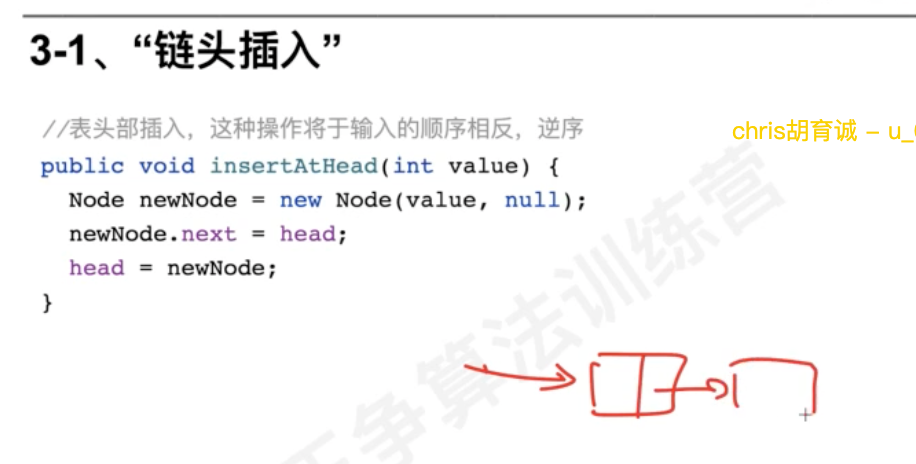 3-1、“链头插入”
//表头部插入，这种操作将于输入的顺序相反，逆序
chris胡育诚 – u_
public void insertAtHead(int value) {
  Node newNode = new Node(value, null);
  newNode.next = head;
  head = newNode;
}
争算法训练营